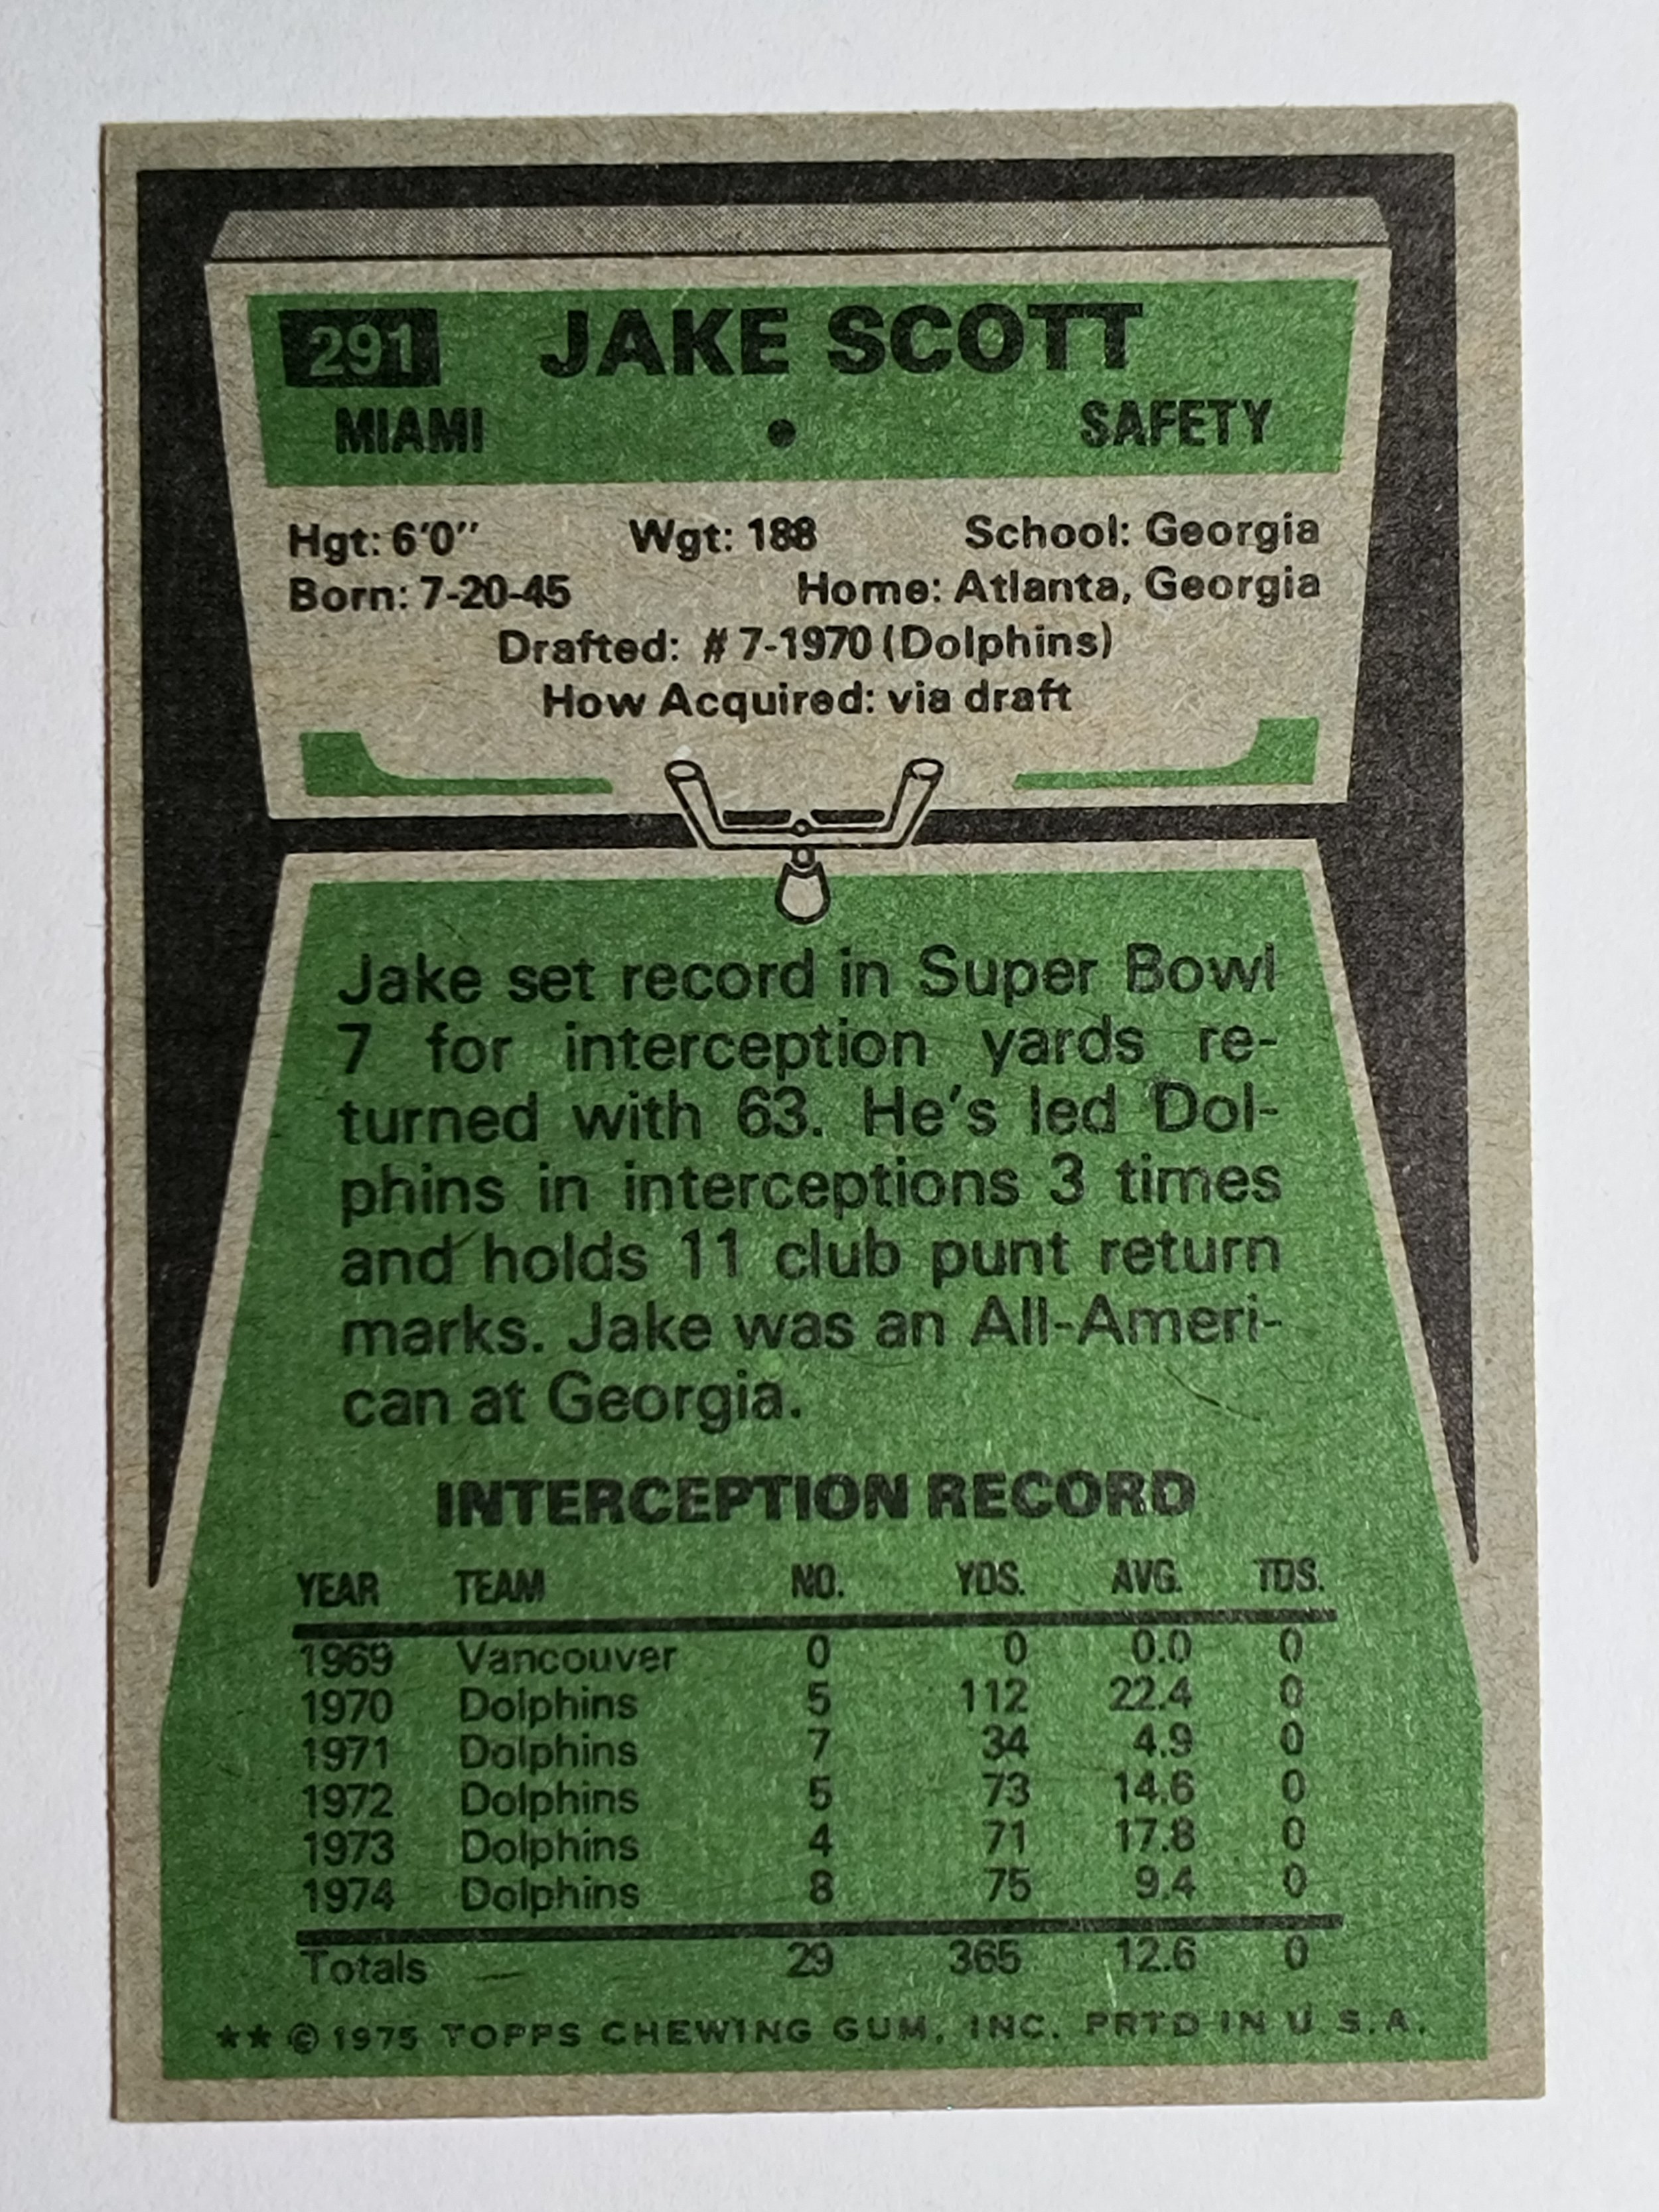 291 JAKE SCOTT
MIAMI • SAFETY
Hgt: 6'0" Wgt: 188 School: Georgia
Born: 7-20-45 Home: Atlanta, Georgia
Drafted: # 7-1970 (Dolphins)
How Acquired: via draft
Jake set record in Super Bowl
7 for interception yards re-
turned with 63. He's led Dol-
phins in interceptions 3 times
and holds 11 club punt return
marks. Jake was an All-Ameri-
can at Georgia.
INTERCEPTION RECORD
YEAR TEAM NO. YDS. AVG. TDS.
1969 Vancouver 0 0 0.0 0
1970 Dolphins 5 112 22.4 0
1971 Dolphins 7 34 4.9 0
1972 Dolphins 5 73 14.6 0
1973 Dolphins 4 71 17.8 0
1974 Dolphins 8 75 9.4 0
Totals 29 365 12.6 0
★★ © 1975 TOPPS CHEWING GUM, INC. PRTD IN U.S.A.